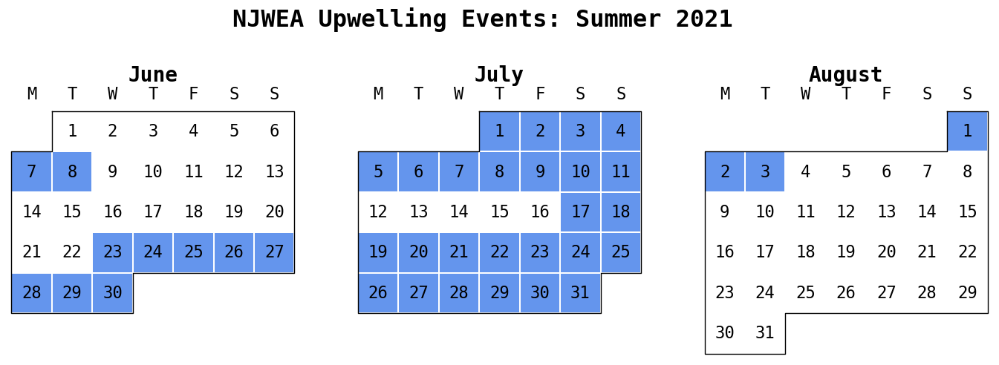 NJWEA Upwelling Events: Summer 2021
June
M T W T F S S
1 2 3 4 5 6
7 8 9 10 11 12 13
14 15 16 17 18 19 20
21 22 23 24 25 26 27
28 29 30
July
M T W T F S S
1 2 3 4
5 6 7 8 9 10 11
12 13 14 15 16 17 18
19 20 21 22 23 24 25
26 27 28 29 30 31
August
M T W T F S S
1
2 3 4 5 6 7 8
9 10 11 12 13 14 15
16 17 18 19 20 21 22
23 24 25 26 27 28 29
30 31